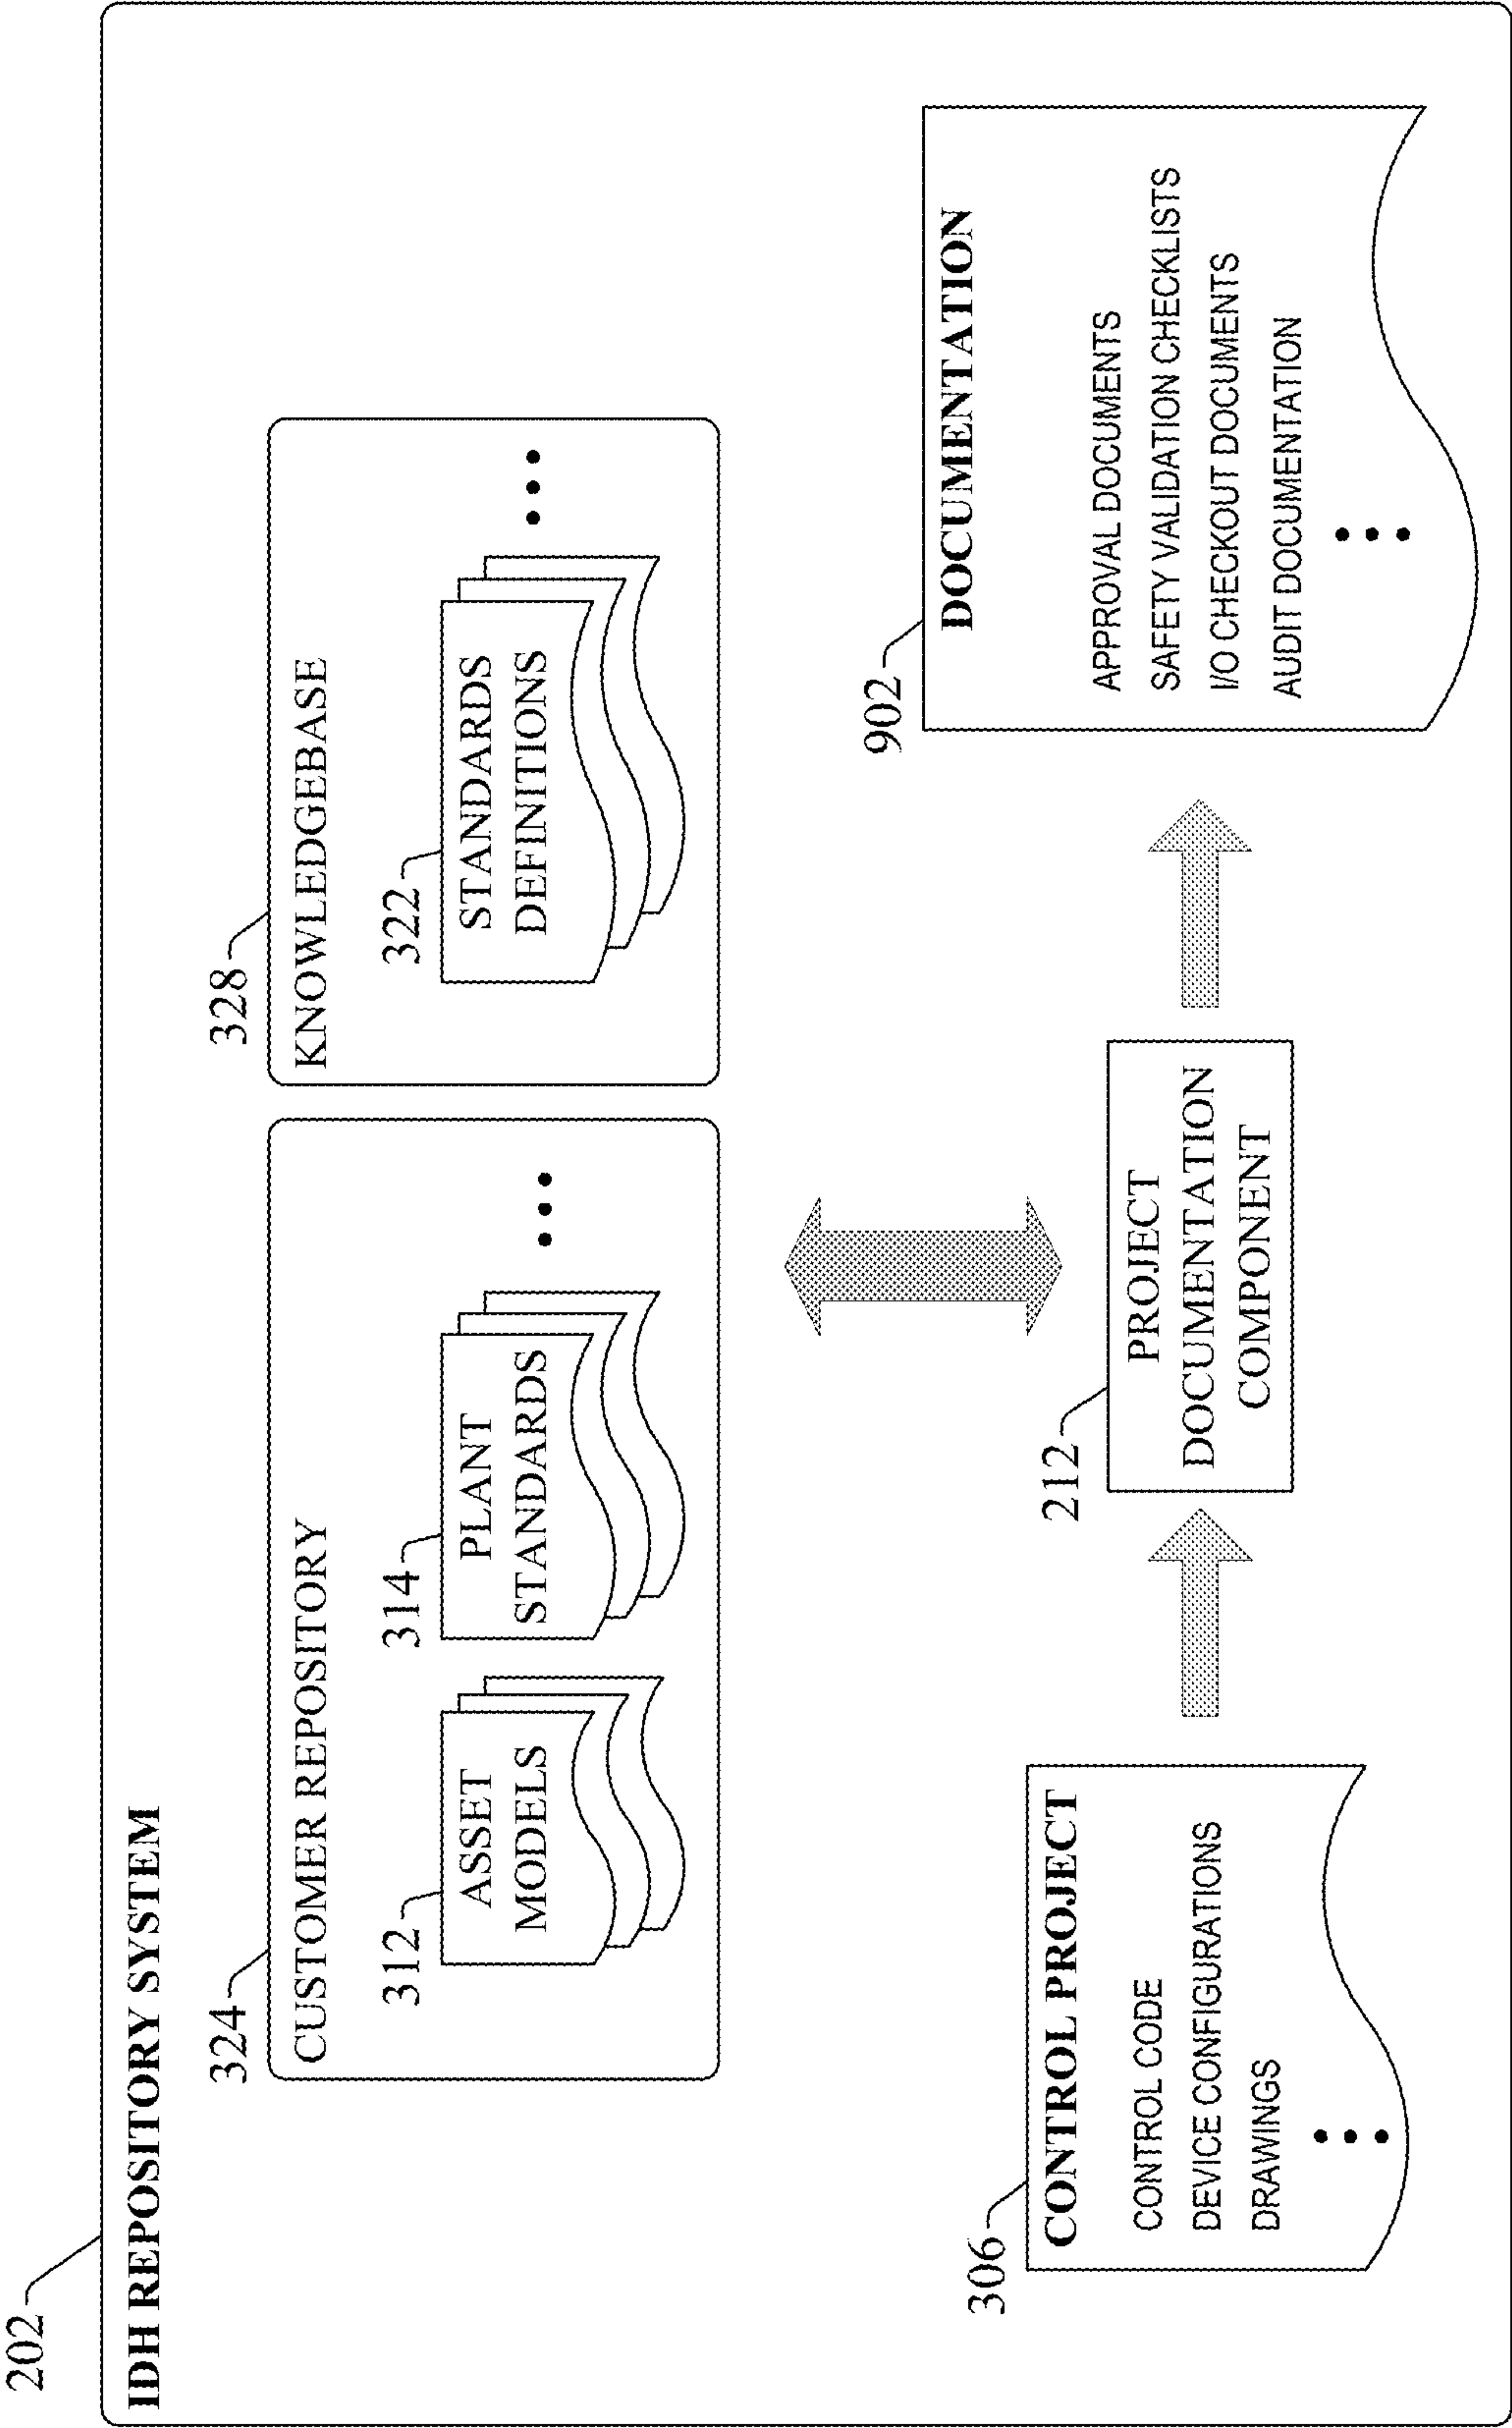 202
IDH REPOSITORY SYSTEM
324
CUSTOMER REPOSITORY
312
ASSET
MODELS
314
PLANT
STANDARDS
328
KNOWLEDGEBASE
322
STANDARDS
DEFINITIONS
306
CONTROL PROJECT
CONTROL CODE
DEVICE CONFIGURATIONS
DRAWINGS
212
PROJECT
DOCUMENTATION
COMPONENT
902
DOCUMENTATION
APPROVAL DOCUMENTS
SAFETY VALIDATION CHECKLISTS
I/O CHECKOUT DOCUMENTS
AUDIT DOCUMENTATION